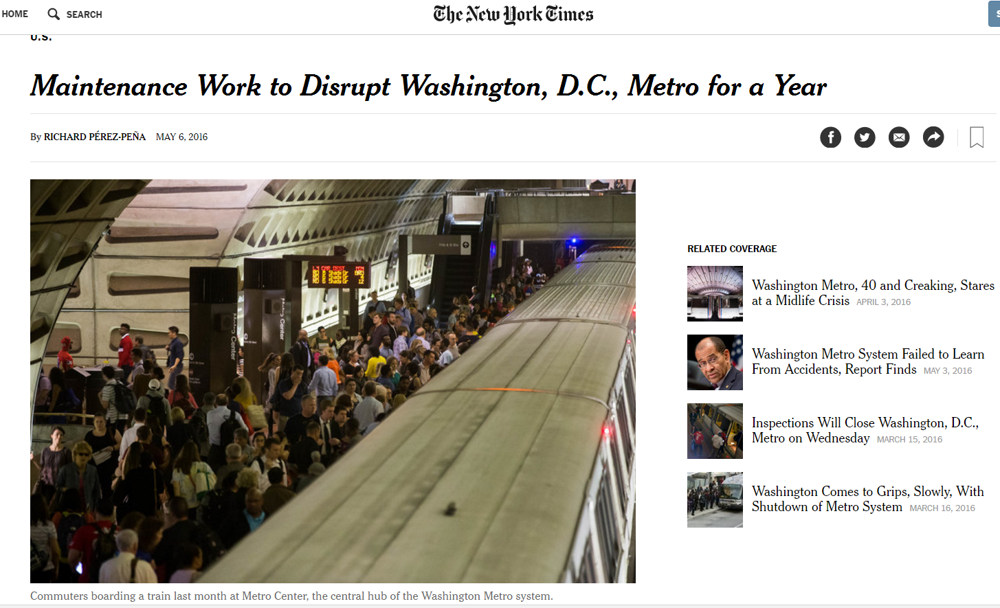 HOME
SEARCH
The New York Times
U.S.
Maintenance Work to Disrupt Washington, D.C., Metro for a Year
By RICHARD PÉREZ-PEÑA MAY 6, 2016
Metro Center
Metro Center
RELATED COVERAGE
Washington Metro, 40 and Creaking, Stares
at a Midlife Crisis APRIL 3, 2016
Washington Metro System Failed to Learn
From Accidents, Report Finds MAY 3, 2016
Inspections Will Close Washington, D.C.,
Metro on Wednesday MARCH 15, 2016
Washington Comes to Grips, Slowly, With
Shutdown of Metro System MARCH 16, 2016
Commuters boarding a train last month at Metro Center, the central hub of the Washington Metro system.